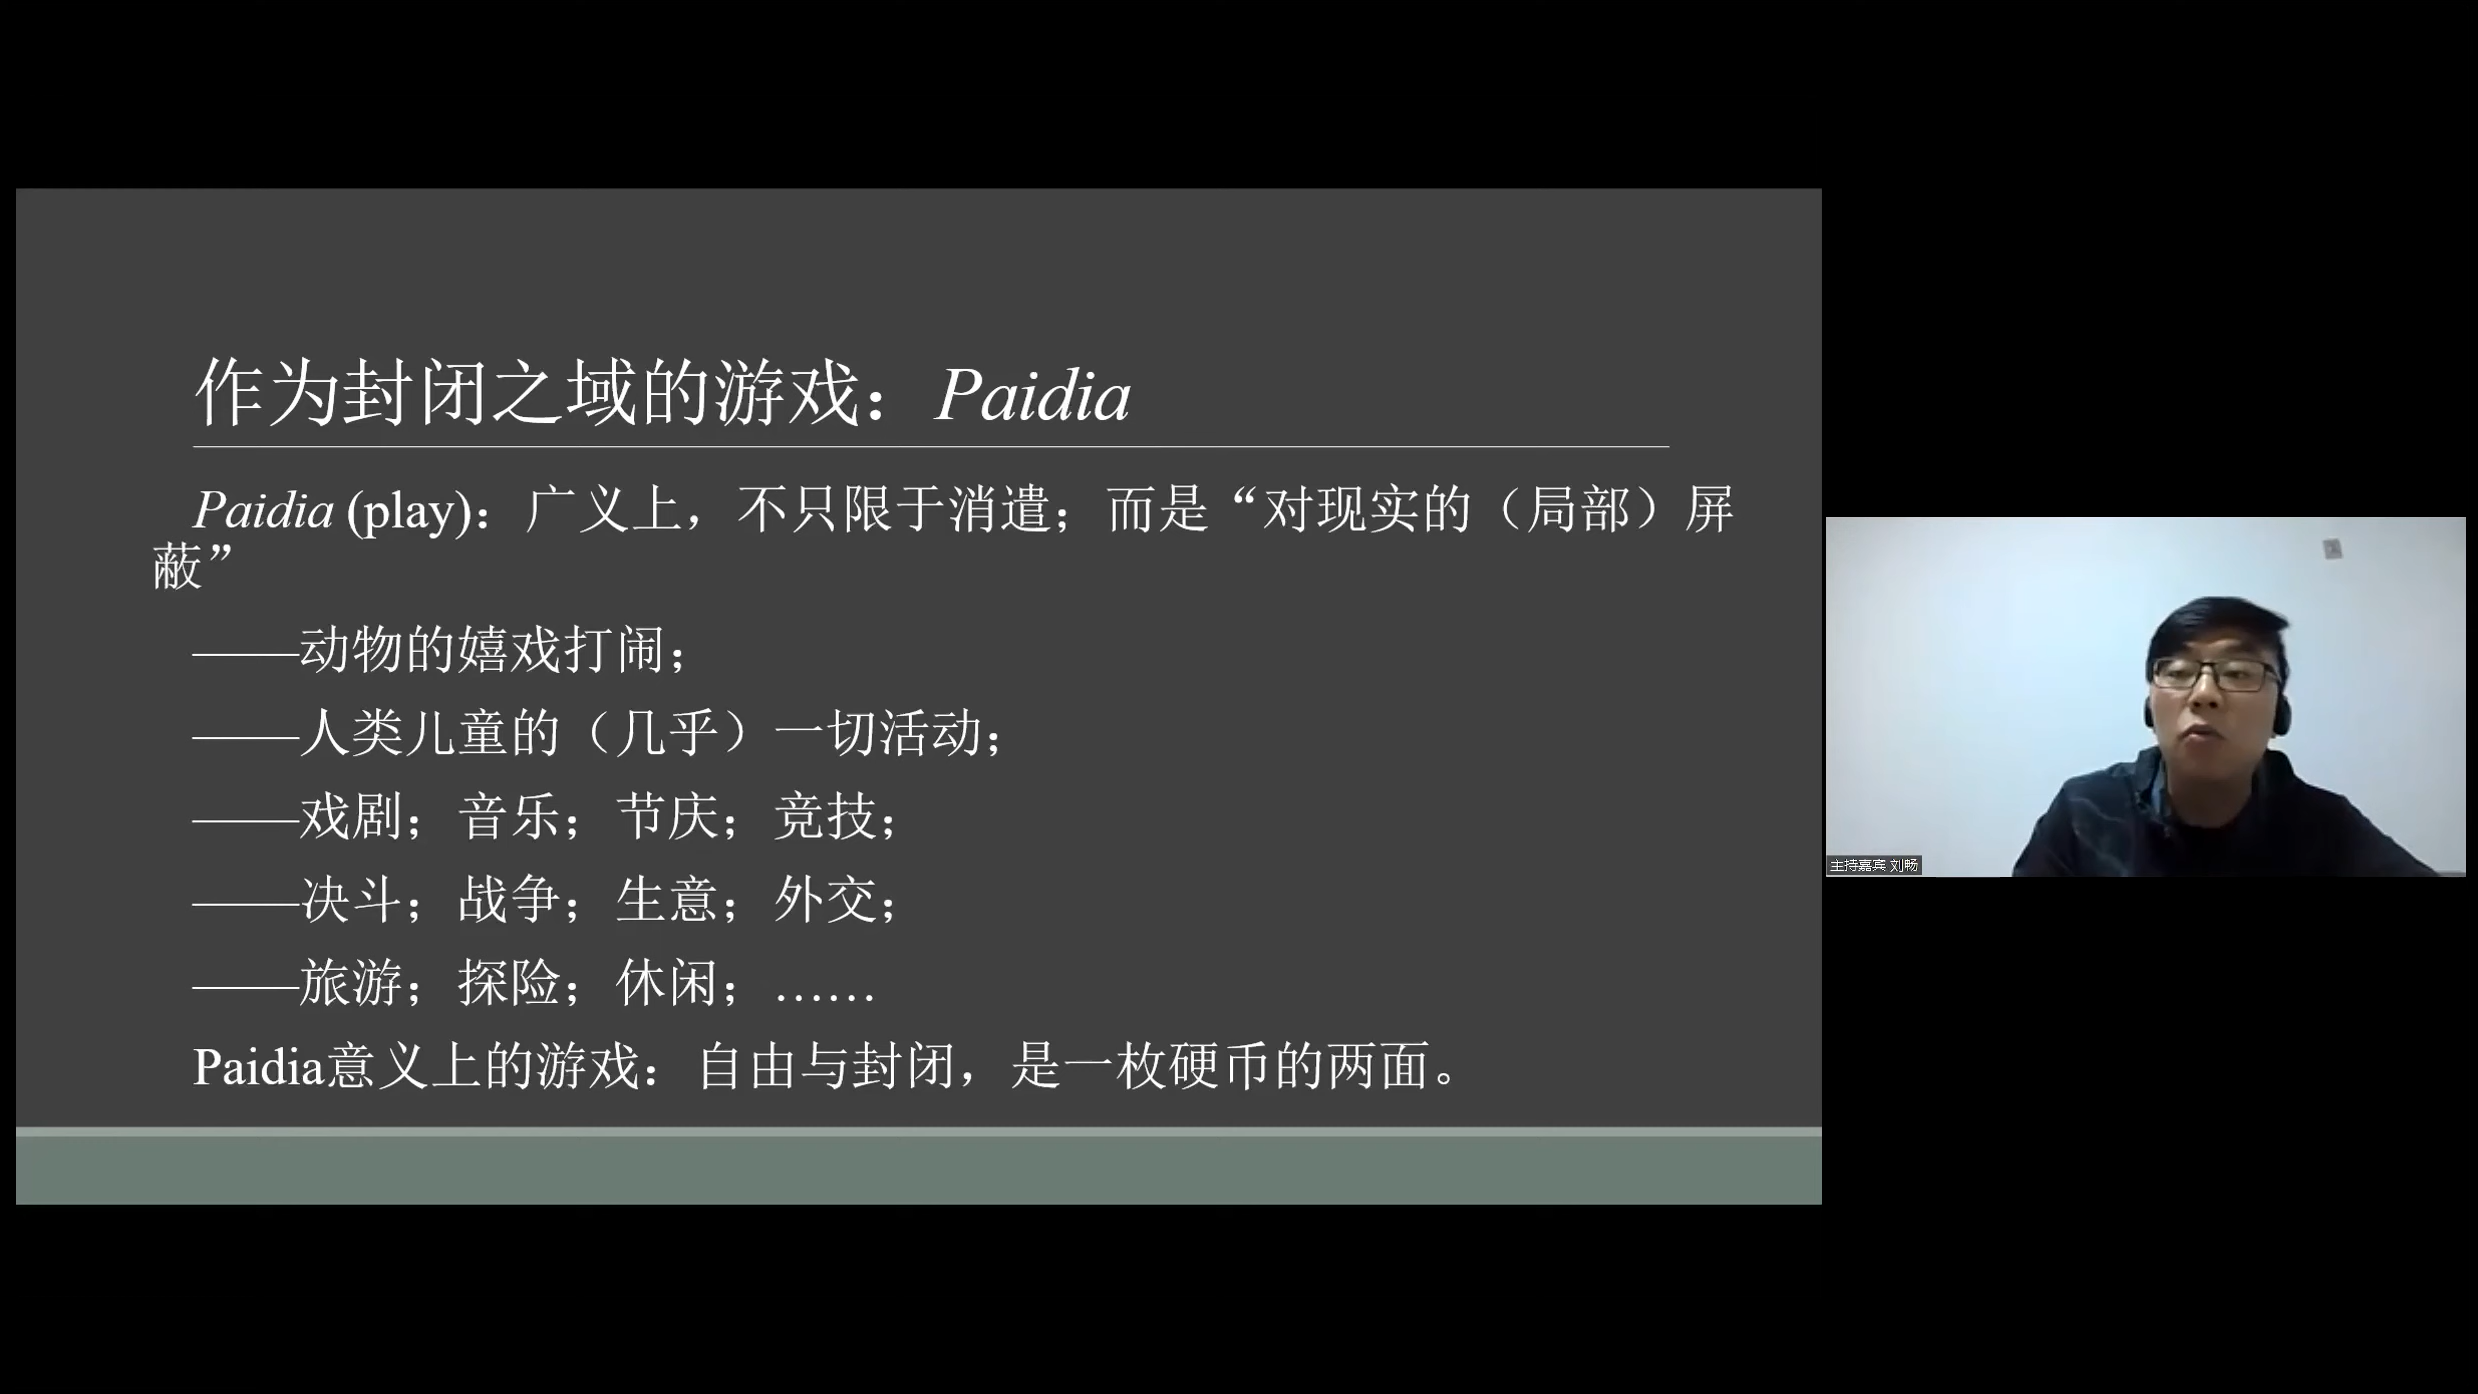 作为封闭之域的游戏：Paidia
Paidia (play)：广义上，不只限于消遣；而是“对现实的（局部）屏
蔽”
——动物的嬉戏打闹；
——人类儿童的（几乎）一切活动；
——戏剧；音乐；节庆；竞技；
——决斗；战争；生意；外交；
——旅游；探险；休闲；……
Paidia意义上的游戏：自由与封闭，是一枚硬币的两面。
主持嘉宾 刘畅